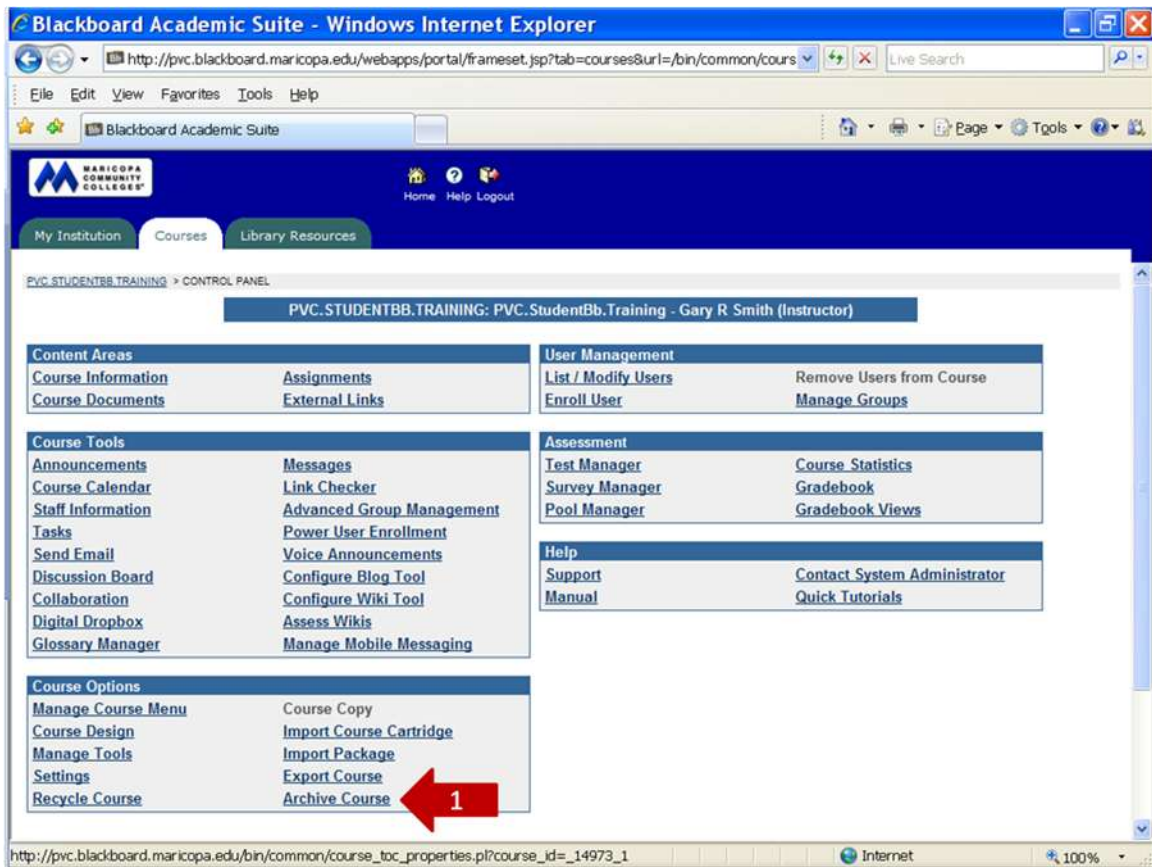 Blackboard Academic Suite - Windows Internet Explorer
http://pvc.blackboard.maricopa.edu/webapps/portal/frameset.jsp?tab=courses&url=/bin/common/cours
Live Search
File Edit View Favorites Tools Help
Blackboard Academic Suite
Page Tools
MARICOPA
COMMUNITY
COLLEGES
Home Help Logout
My Institution Courses Library Resources
PVC.STUDENTBB.TRAINING > CONTROL PANEL
PVC.STUDENTBB.TRAINING: PVC.StudentBb.Training - Gary R Smith (Instructor)
Content Areas
Course Information Assignments
Course Documents External Links
User Management
List / Modify Users Remove Users from Course
Enroll User Manage Groups
Course Tools
Announcements Messages
Course Calendar Link Checker
Staff Information Advanced Group Management
Tasks Power User Enrollment
Send Email Voice Announcements
Discussion Board Configure Blog Tool
Collaboration Configure Wiki Tool
Digital Dropbox Assess Wikis
Glossary Manager Manage Mobile Messaging
Assessment
Test Manager Course Statistics
Survey Manager Gradebook
Pool Manager Gradebook Views
Help
Support Contact System Administrator
Manual Quick Tutorials
Course Options
Manage Course Menu Course Copy
Course Design Import Course Cartridge
Manage Tools Import Package
Settings Export Course
Recycle Course Archive Course 1
http://pvc.blackboard.maricopa.edu/bin/common/course_toc_properties.pl?course_id=_14973_1 Internet 100%